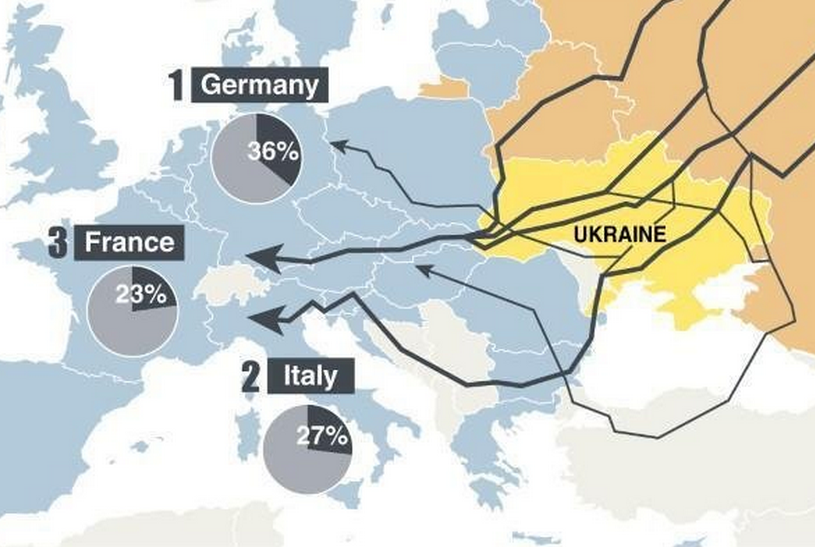 1 Germany
36%
3 France
23%
UKRAINE
2 Italy
27%